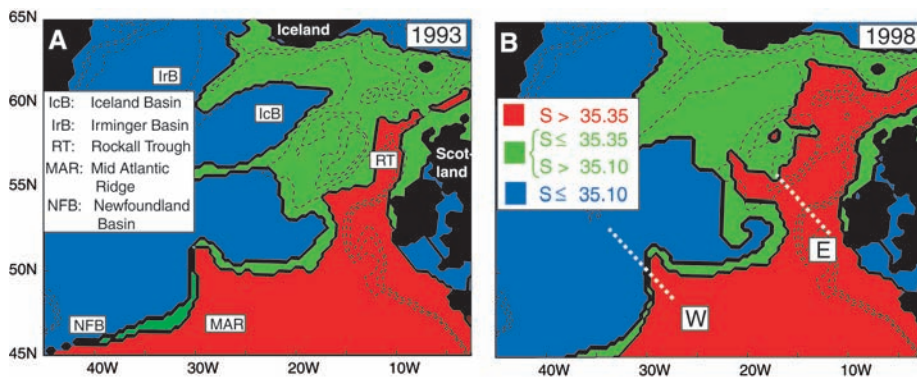 65N
60N
55N
50N
45N
A
Iceland
1993
IrB
IcB
RT
Scot-
land
IcB: Iceland Basin
IrB: Irminger Basin
RT: Rockall Trough
MAR: Mid Atlantic
Ridge
NFB: Newfoundland
Basin
NFB
MAR
40W 30W 20W 10W
B
1998
S > 35.35
S ≤ 35.35
S > 35.10
S ≤ 35.10
E
W
40W 30W 20W 10W